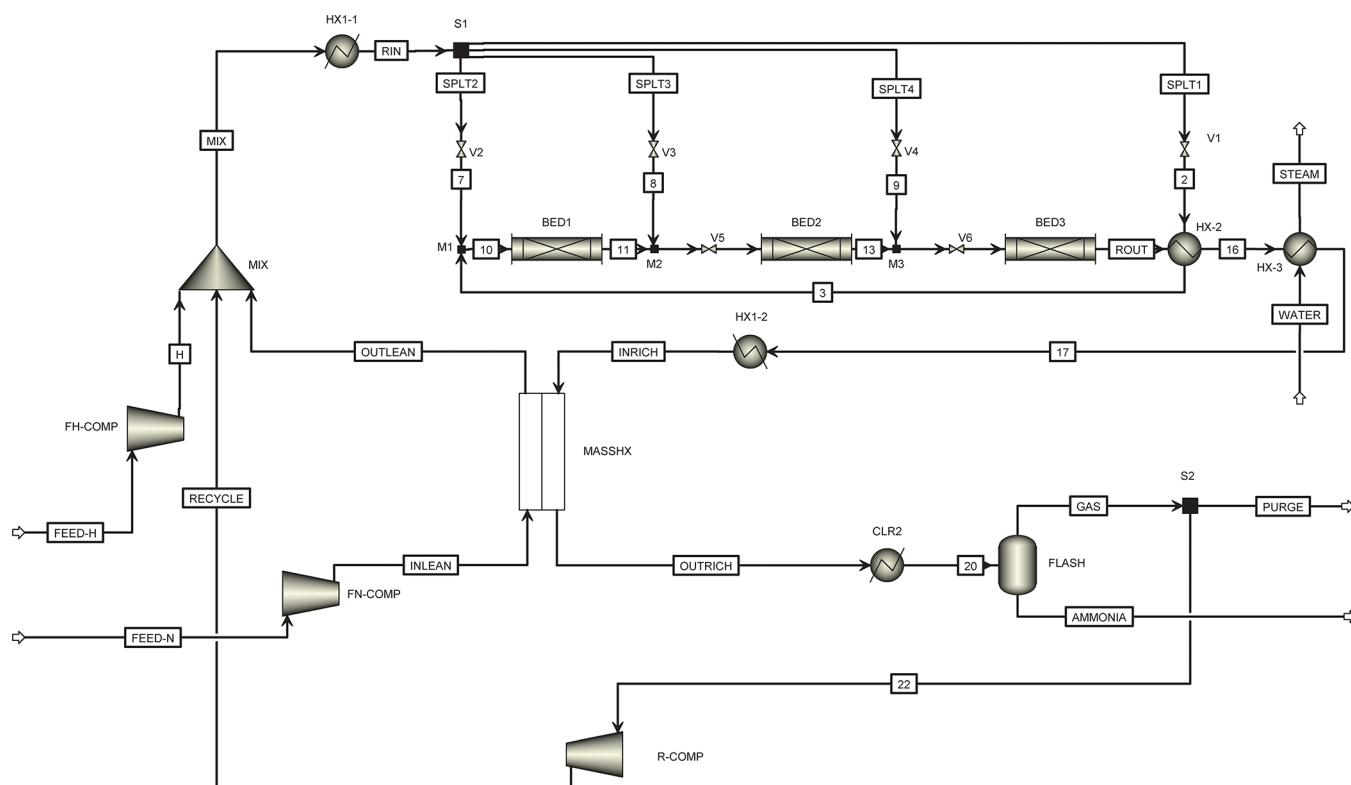 HX1-1
S1
RIN
SPLT2
SPLT3
SPLT4
SPLT1
MIX
V2
V3
V4
V1
STEAM
7
8
9
2
BED1
BED2
BED3
HX-2
M1
10
11
M2
V5
13
M3
V6
ROUT
16
HX-3
MIX
3
WATER
HX1-2
H
OUTLEAN
INRICH
17
FH-COMP
MASSHX
S2
RECYCLE
GAS
PURGE
FEED-H
CLR2
INLEAN
OUTRICH
20
FLASH
FN-COMP
AMMONIA
FEED-N
22
R-COMP